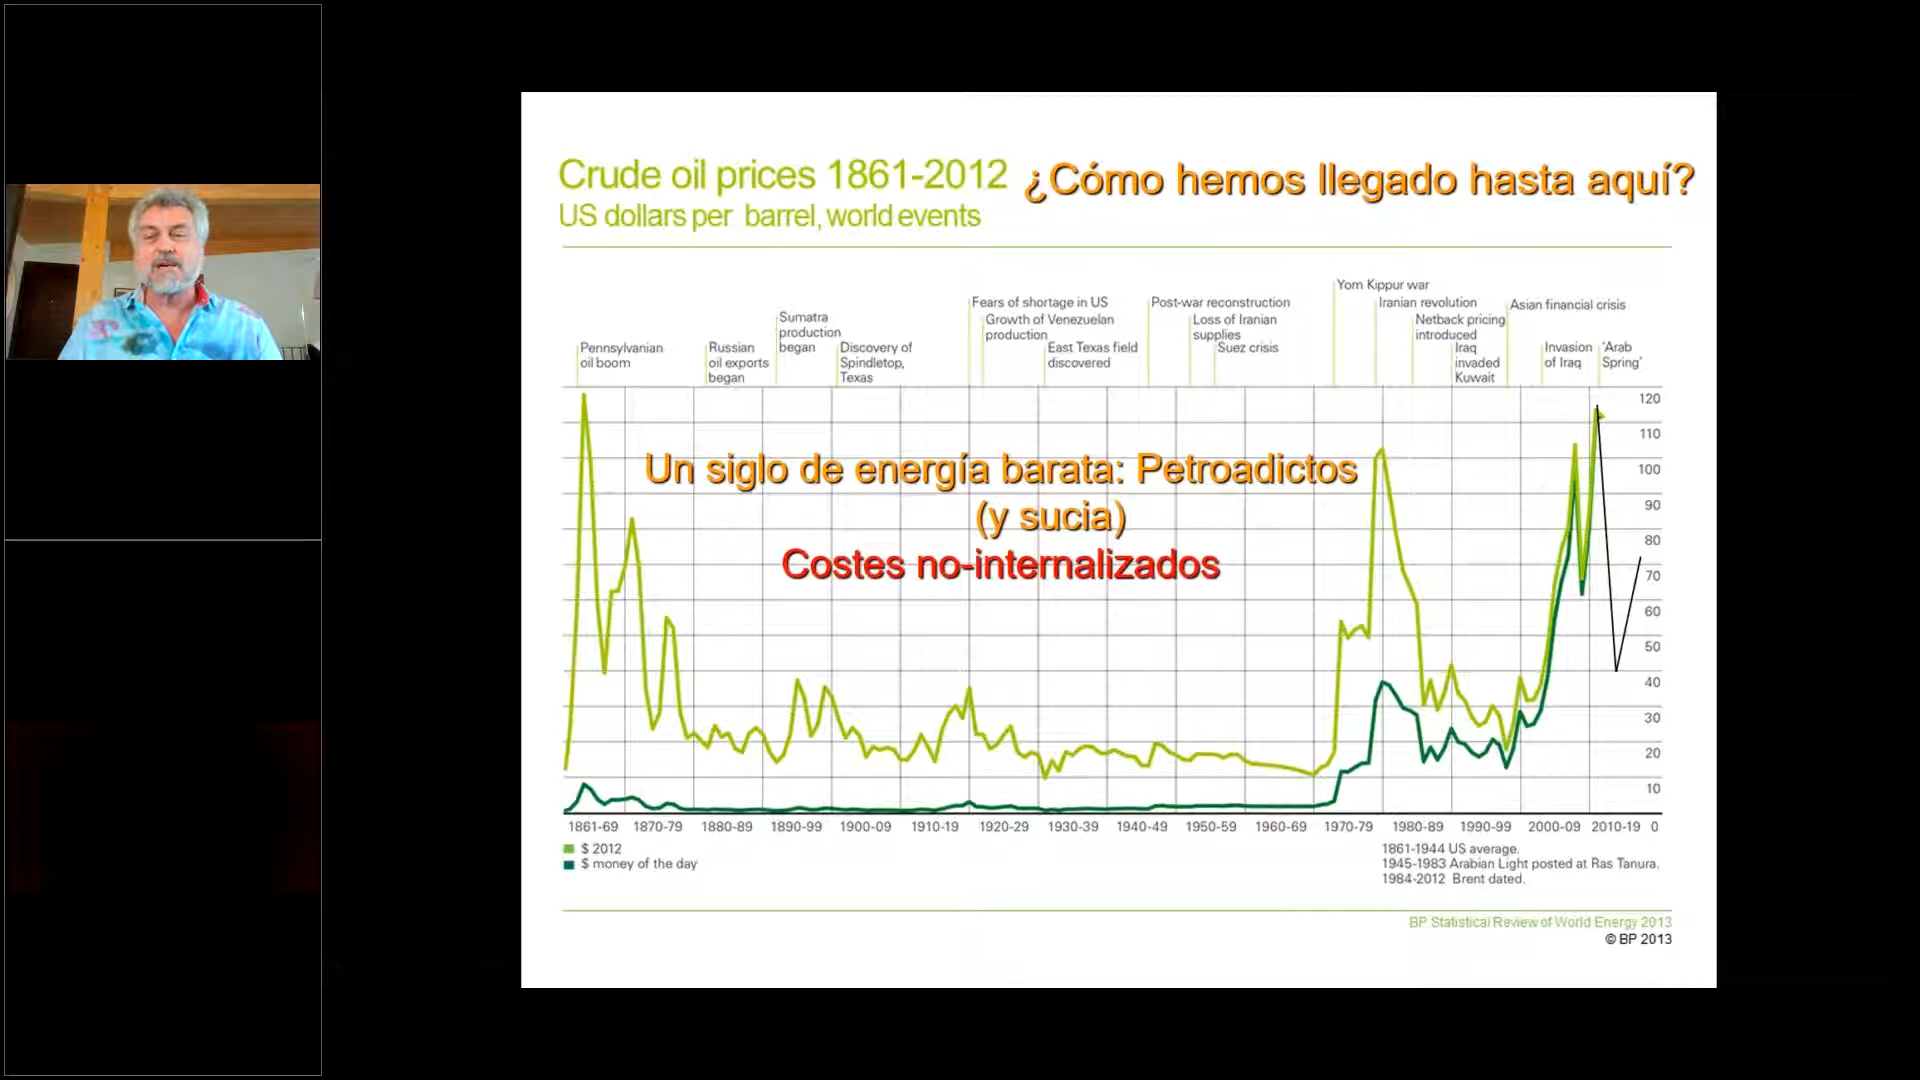 Crude oil prices 1861-2012
¿Cómo hemos llegado hasta aquí?
US dollars per barrel, world events
Yom Kippur war
Fears of shortage in US
Post-war reconstruction
Iranian revolution
Asian financial crisis
Sumatra
production
began
Growth of Venezuelan
production
Loss of Iranian
supplies
Netback pricing
introduced
Pennsylvanian
oil boom
Russian
oil exports
began
Discovery of
Spindletop,
Texas
East Texas field
discovered
Suez crisis
Iraq
invaded
Kuwait
Invasion
of Iraq
‘Arab
Spring’
120
110
100
90
80
70
60
50
40
30
20
10
0
Un siglo de energía barata: Petroadictos
(y sucia)
Costes no-internalizados
1861-69 1870-79 1880-89 1890-99 1900-09 1910-19 1920-29 1930-39 1940-49 1950-59 1960-69 1970-79 1980-89 1990-99 2000-09 2010-19
$ 2012
$ money of the day
1861-1944 US average.
1945-1983 Arabian Light posted at Ras Tanura.
1984-2012 Brent dated.
BP Statistical Review of World Energy 2013
© BP 2013